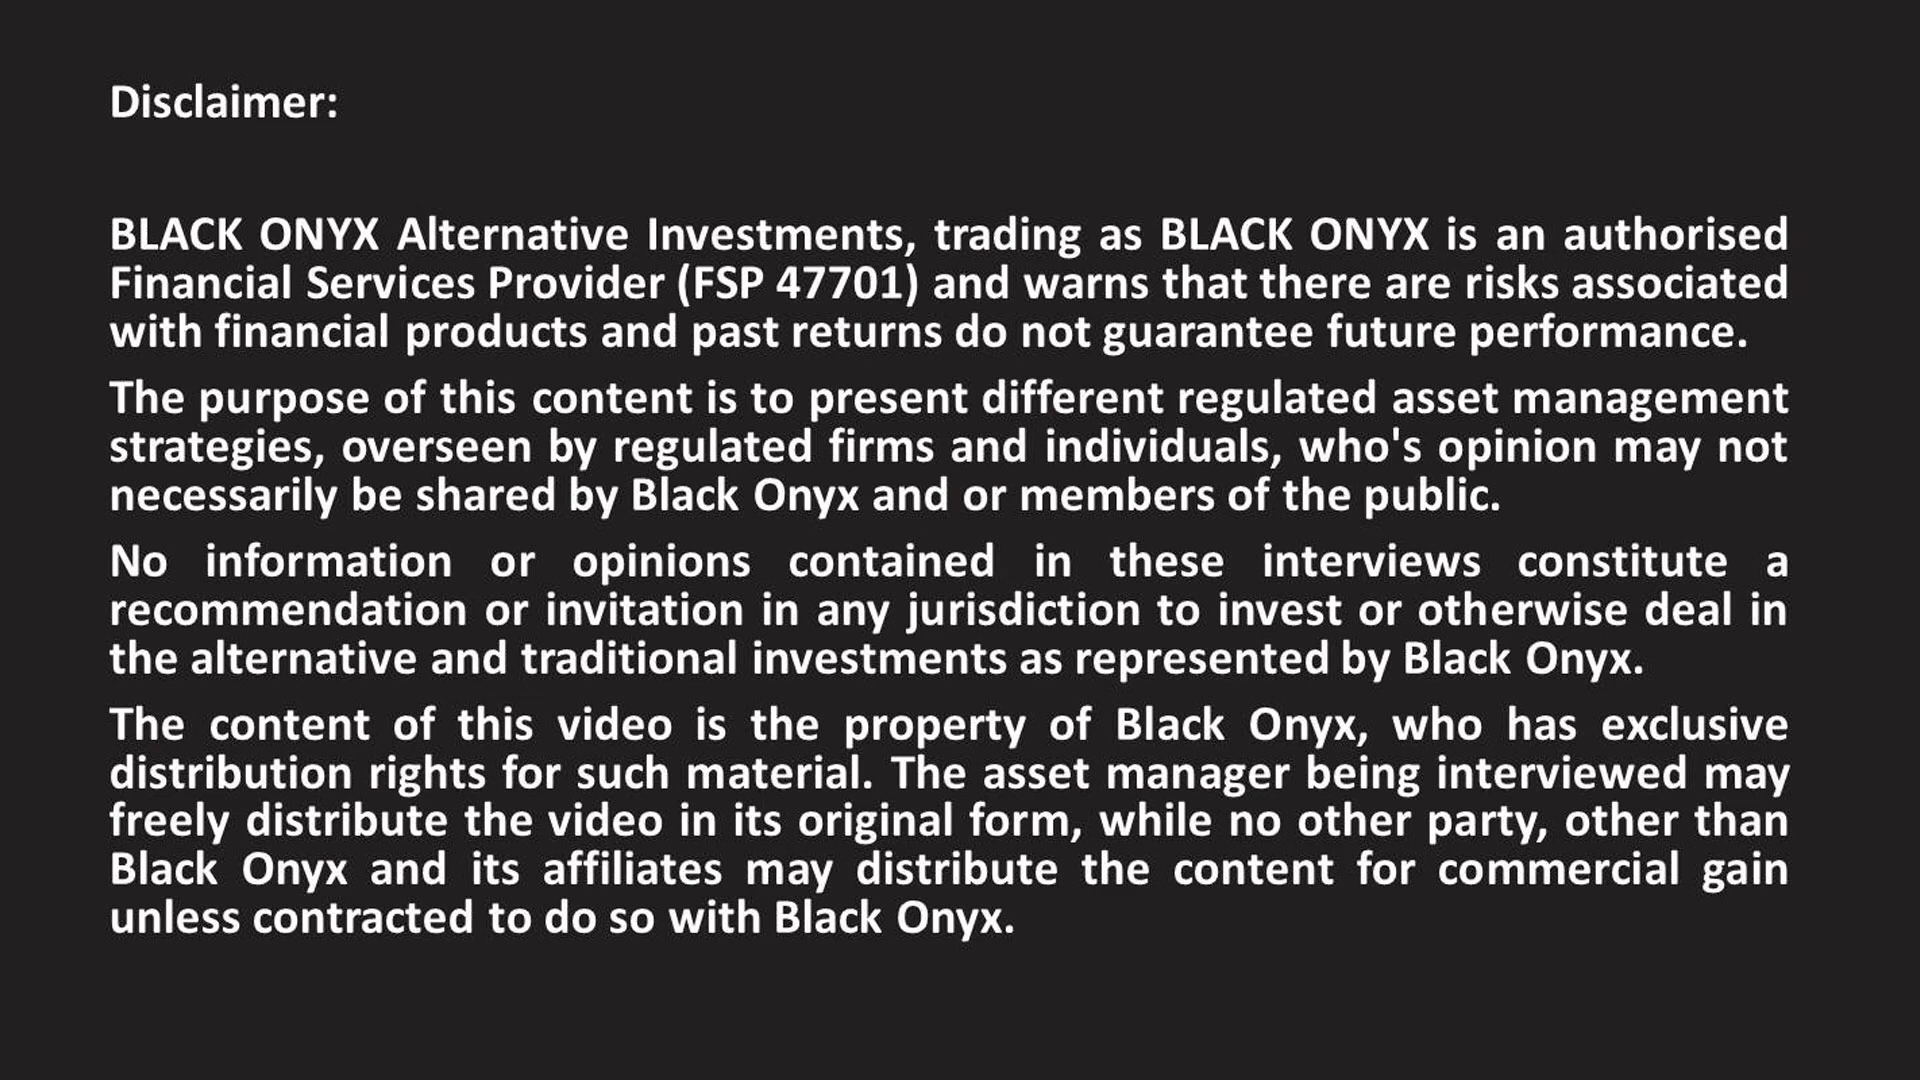 Disclaimer:
BLACK ONYX Alternative Investments, trading as BLACK ONYX is an authorised
Financial Services Provider (FSP 47701) and warns that there are risks associated
with financial products and past returns do not guarantee future performance.
The purpose of this content is to present different regulated asset management
strategies, overseen by regulated firms and individuals, who's opinion may not
necessarily be shared by Black Onyx and or members of the public.
No information or opinions contained in these interviews constitute a
recommendation or invitation in any jurisdiction to invest or otherwise deal in
the alternative and traditional investments as represented by Black Onyx.
The content of this video is the property of Black Onyx, who has exclusive
distribution rights for such material. The asset manager being interviewed may
freely distribute the video in its original form, while no other party, other than
Black Onyx and its affiliates may distribute the content for commercial gain
unless contracted to do so with Black Onyx.